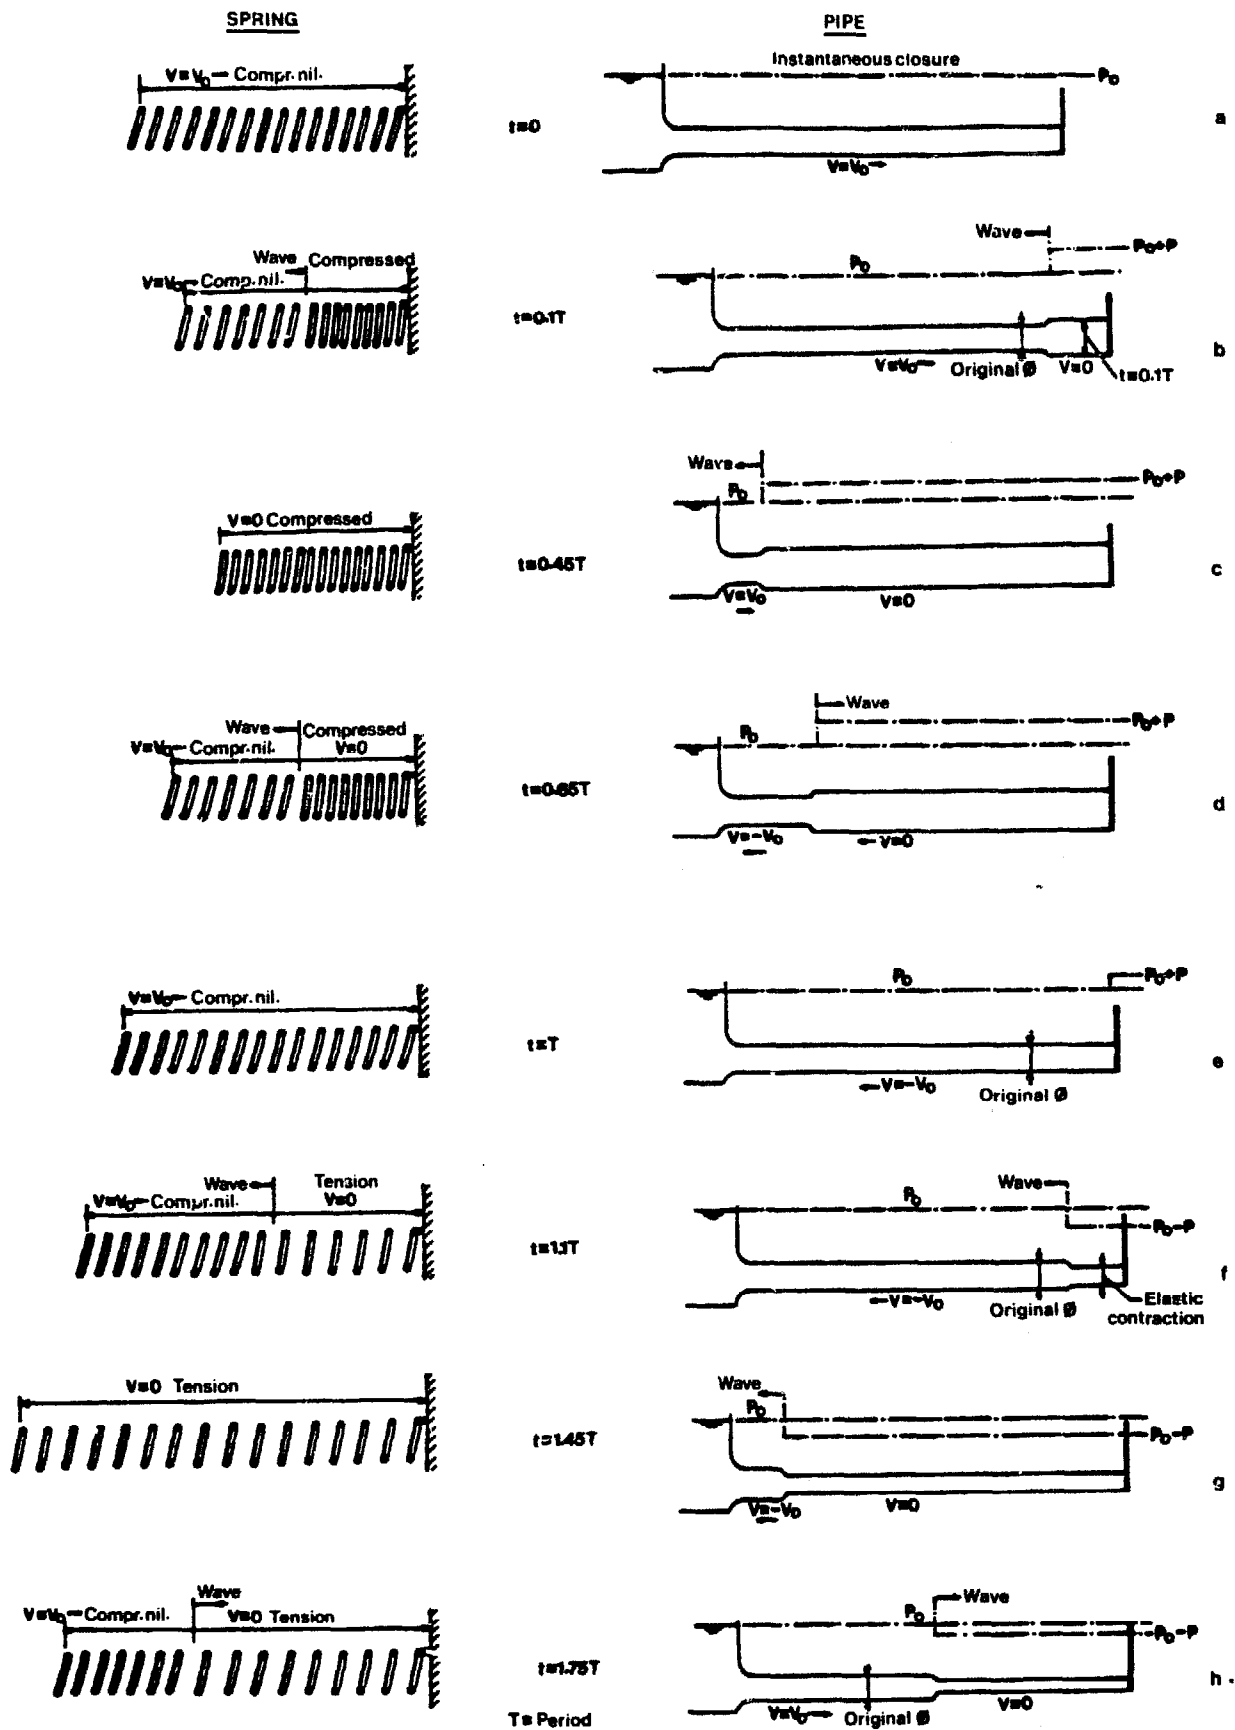 SPRING
PIPE
V=V₀ → Compr. nil.
t=0
Instantaneous closure
P₀
V=V₀ →
a
Wave Compressed
V=V₀ → Compr. nil.
t=0.1T
Wave
P₀+P
P₀
V=V₀ →
Original Ø
V=0
t=0.1T
b
V=0 Compressed
t=0.45T
Wave
P₀
P₀+P
V=V₀
V=0
c
Wave Compressed
V=V₀ Compr. nil. V=0
t=0.65T
Wave
P₀
P₀+P
V=-V₀
V=0
d
V=V₀ Compr. nil.
t=T
P₀
P₀+P
V=-V₀
Original Ø
e
Wave Tension
V=V₀ Compr. nil. V=0
t=1.1T
Wave
P₀
P₀-P
V=-V₀
Original Ø
Elastic
contraction
f
V=0 Tension
t=1.45T
Wave
P₀
P₀-P
V=-V₀
V=0
g
Wave
V=V₀ Compr. nil. V=0 Tension
t=1.75T
Wave
P₀
P₀-P
V=V₀ →
Original Ø
V=0
h
T=Period